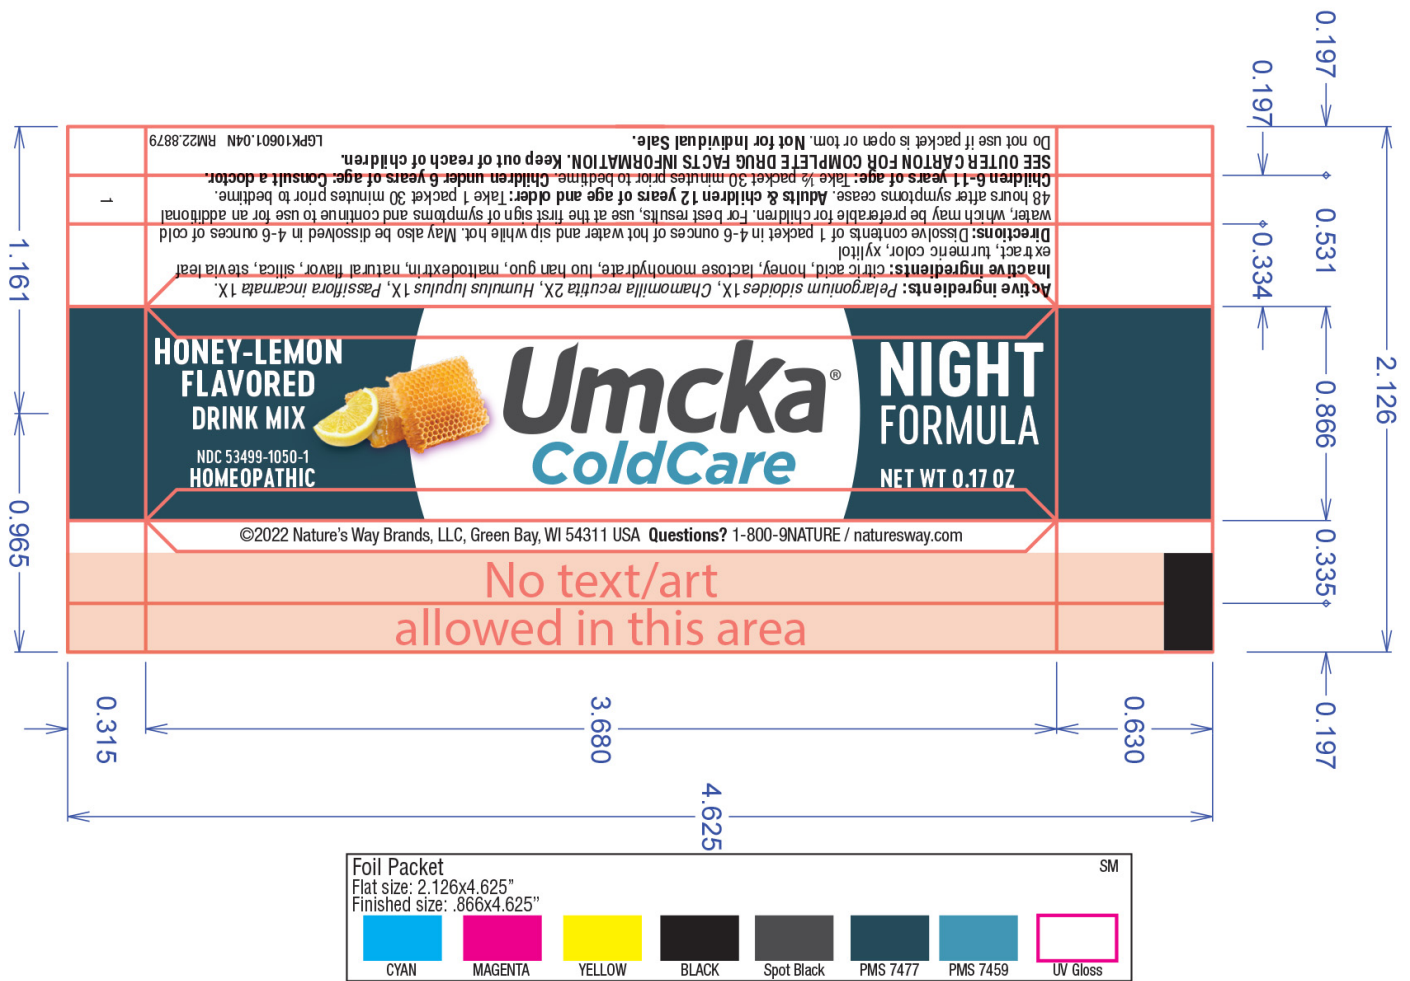 0.197
0.197
LGPK10601.04N RM22.8879
Do not use if packet is open or torn. Not for Individual Sale.
SEE OUTER CARTON FOR COMPLETE DRUG FACTS INFORMATION. Keep out of reach of children.
Children 6-11 years of age: Take ½ packet 30 minutes prior to bedtime. Children under 6 years of age: Consult a doctor.
48 hours after symptoms cease. Adults & children 12 years of age and older: Take 1 packet 30 minutes prior to bedtime.
water, which may be preferable for children. For best results, use at the first sign of symptoms and continue to use for an additional
Directions: Dissolve contents of 1 packet in 4-6 ounces of hot water and sip while hot. May also be dissolved in 4-6 ounces of cold
extract, turmeric color, xylitol
Inactive ingredients: citric acid, honey, lactose monohydrate, luo han guo, maltodextrin, natural flavor, silica, stevia leaf
Active ingredients: Pelargonium sidoides 1X, Chamomilla recutita 2X, Humulus lupulus 1X, Passiflora incarnata 1X.
1
1.161
0.965
0.531
0.334
2.126
0.866
0.335
0.197
HONEY-LEMON
FLAVORED
DRINK MIX
NDC 53499-1050-1
HOMEOPATHIC
Umcka®
ColdCare
NIGHT
FORMULA
NET WT 0.17 OZ
©2022 Nature's Way Brands, LLC, Green Bay, WI 54311 USA Questions? 1-800-9NATURE / naturesway.com
No text/art
allowed in this area
0.315
3.680
0.630
4.625
Foil Packet
SM
Flat size: 2.126x4.625"
Finished size: .866x4.625"
CYAN
MAGENTA
YELLOW
BLACK
Spot Black
PMS 7477
PMS 7459
UV Gloss